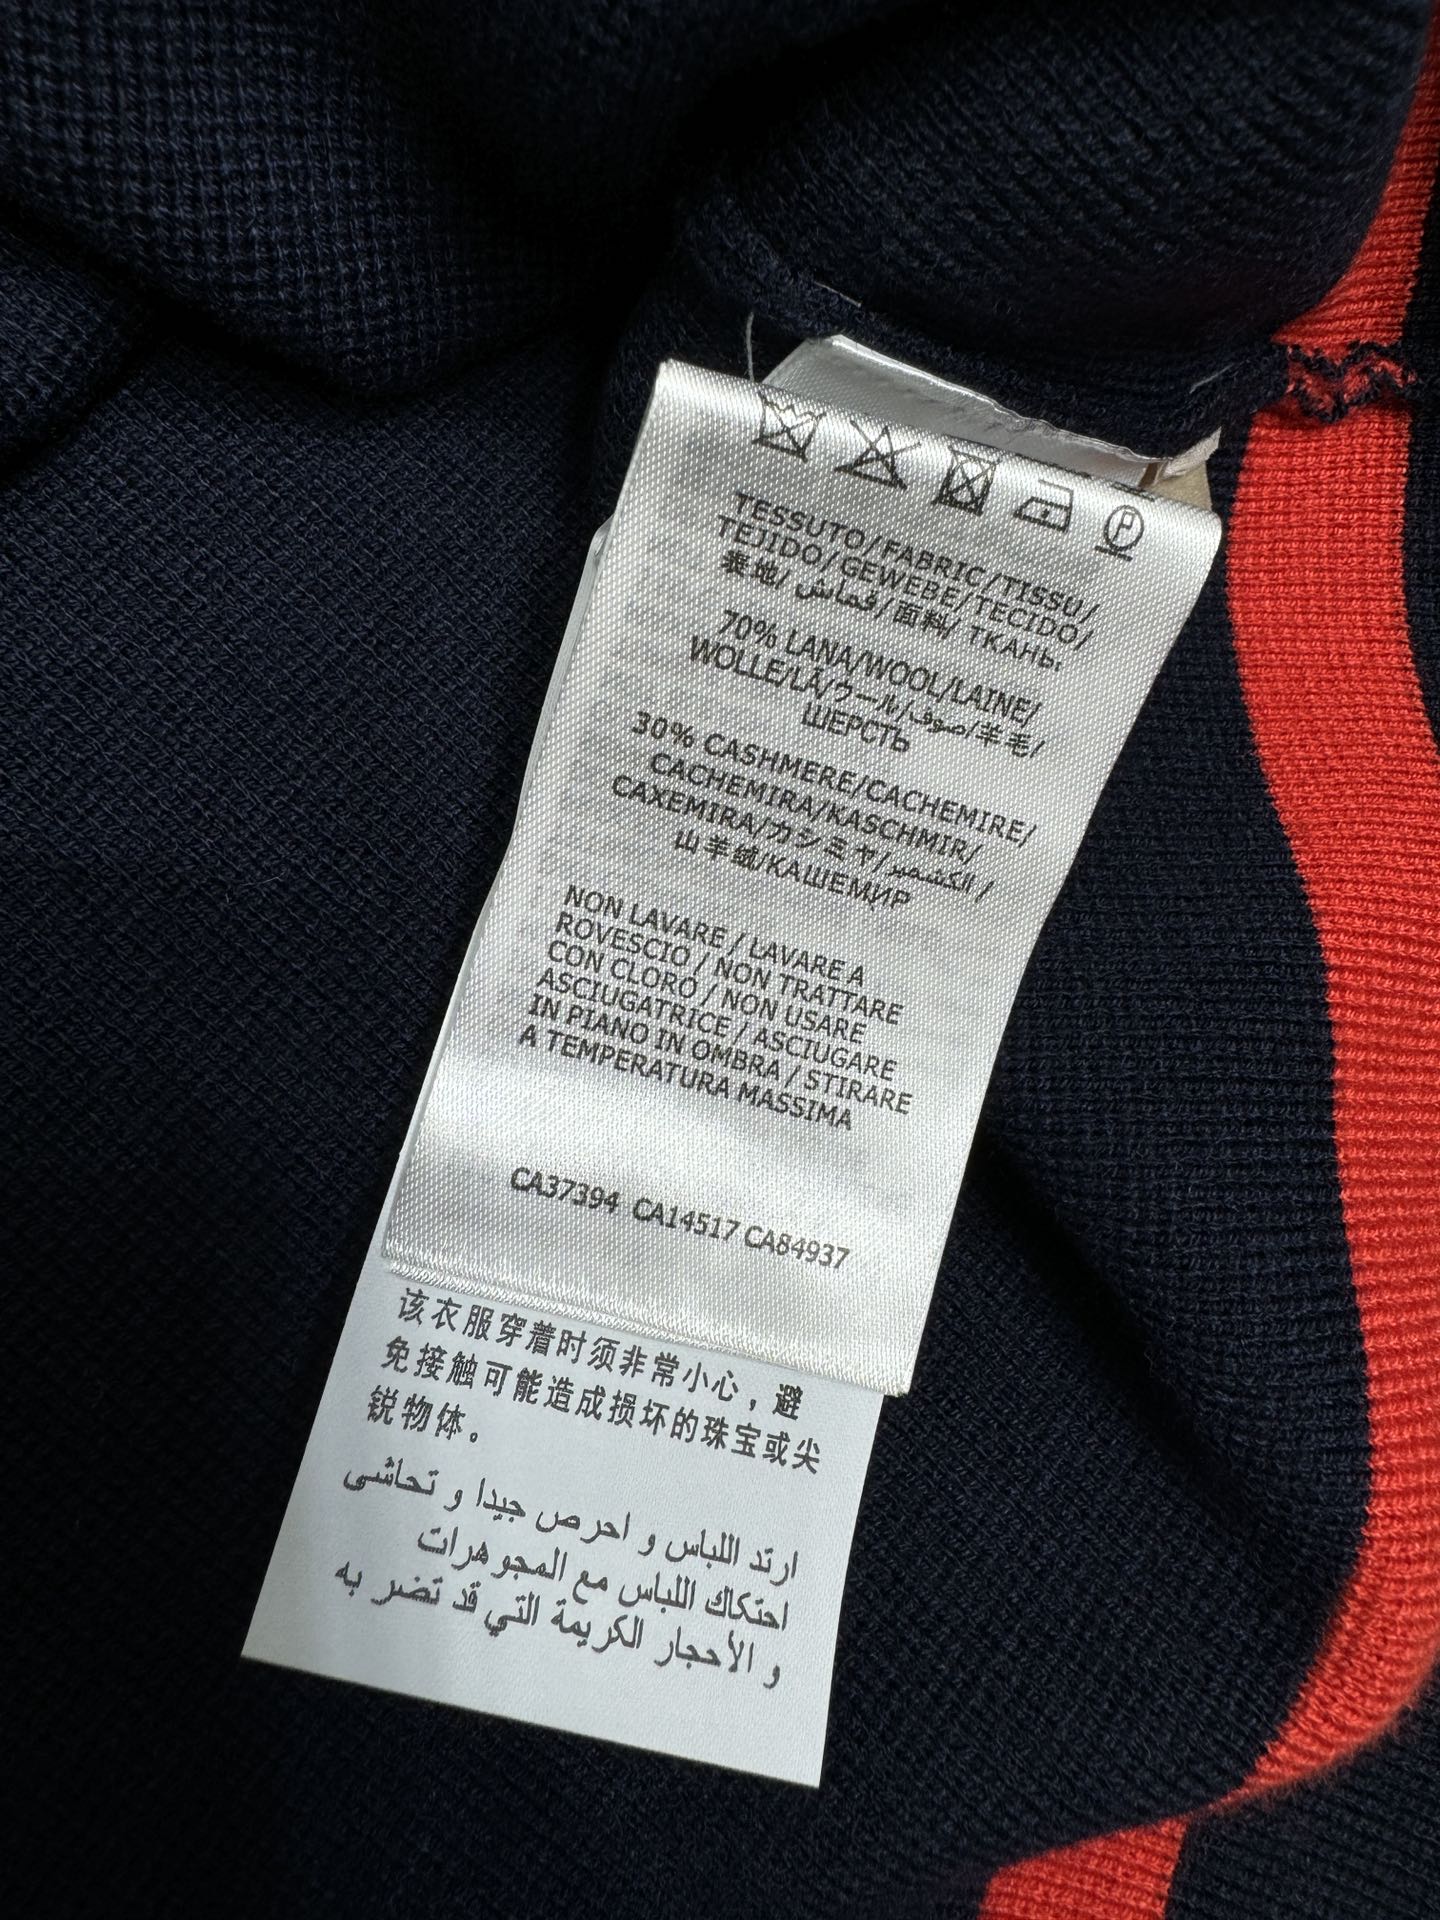 TESSUTO/FABRIC/TISSU/
TEJIDO/GEWEBE/TECIDO/
表地/قماش/面料/ ТКАНЬ:
70% LANA/WOOL/LAINE/
WOLLE/LÃ/ウール/صوف/羊毛/
ШЕРСТЬ
30% CASHMERE/CACHEMIRE/
CACHEMIRA/KASCHMIR/
CAXEMIRA/カシミヤ/الكشمير/
山羊绒/КАШЕМИР
NON LAVARE / LAVARE A
ROVESCIO / NON TRATTARE
CON CLORO / NON USARE
ASCIUGATRICE / ASCIUGARE
IN PIANO IN OMBRA / STIRARE
A TEMPERATURA MASSIMA
CA37394 CA14517 CA84937
该衣服穿着时须非常小心，避
免接触可能造成损坏的珠宝或尖
锐物体。
ارتد اللباس و احرص جيدا و تحاشى
احتكاك اللباس مع المجوهرات
و الأحجار الكريمة التي قد تضر به